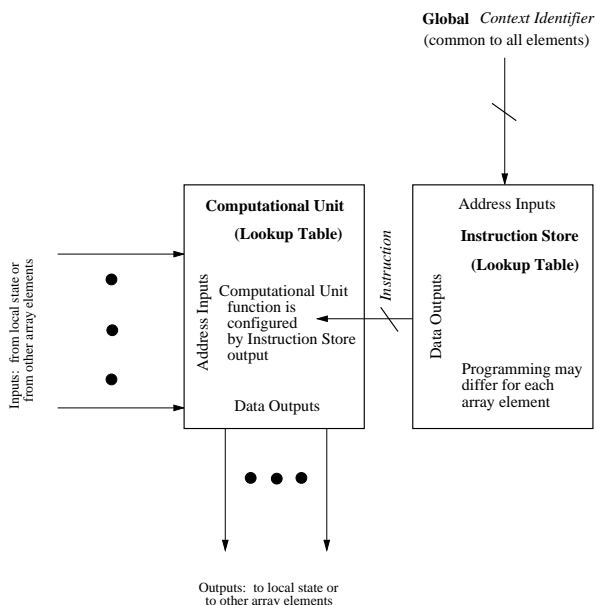 Global Context Identifier
(common to all elements)
Computational Unit
(Lookup Table)
Address Inputs
Computational Unit
function is
configured
by Instruction Store
output
Data Outputs
Instruction
Address Inputs
Instruction Store
(Lookup Table)
Data Outputs
Programming may
differ for each
array element
Inputs: from local state or
from other array elements
Outputs: to local state or
to other array elements